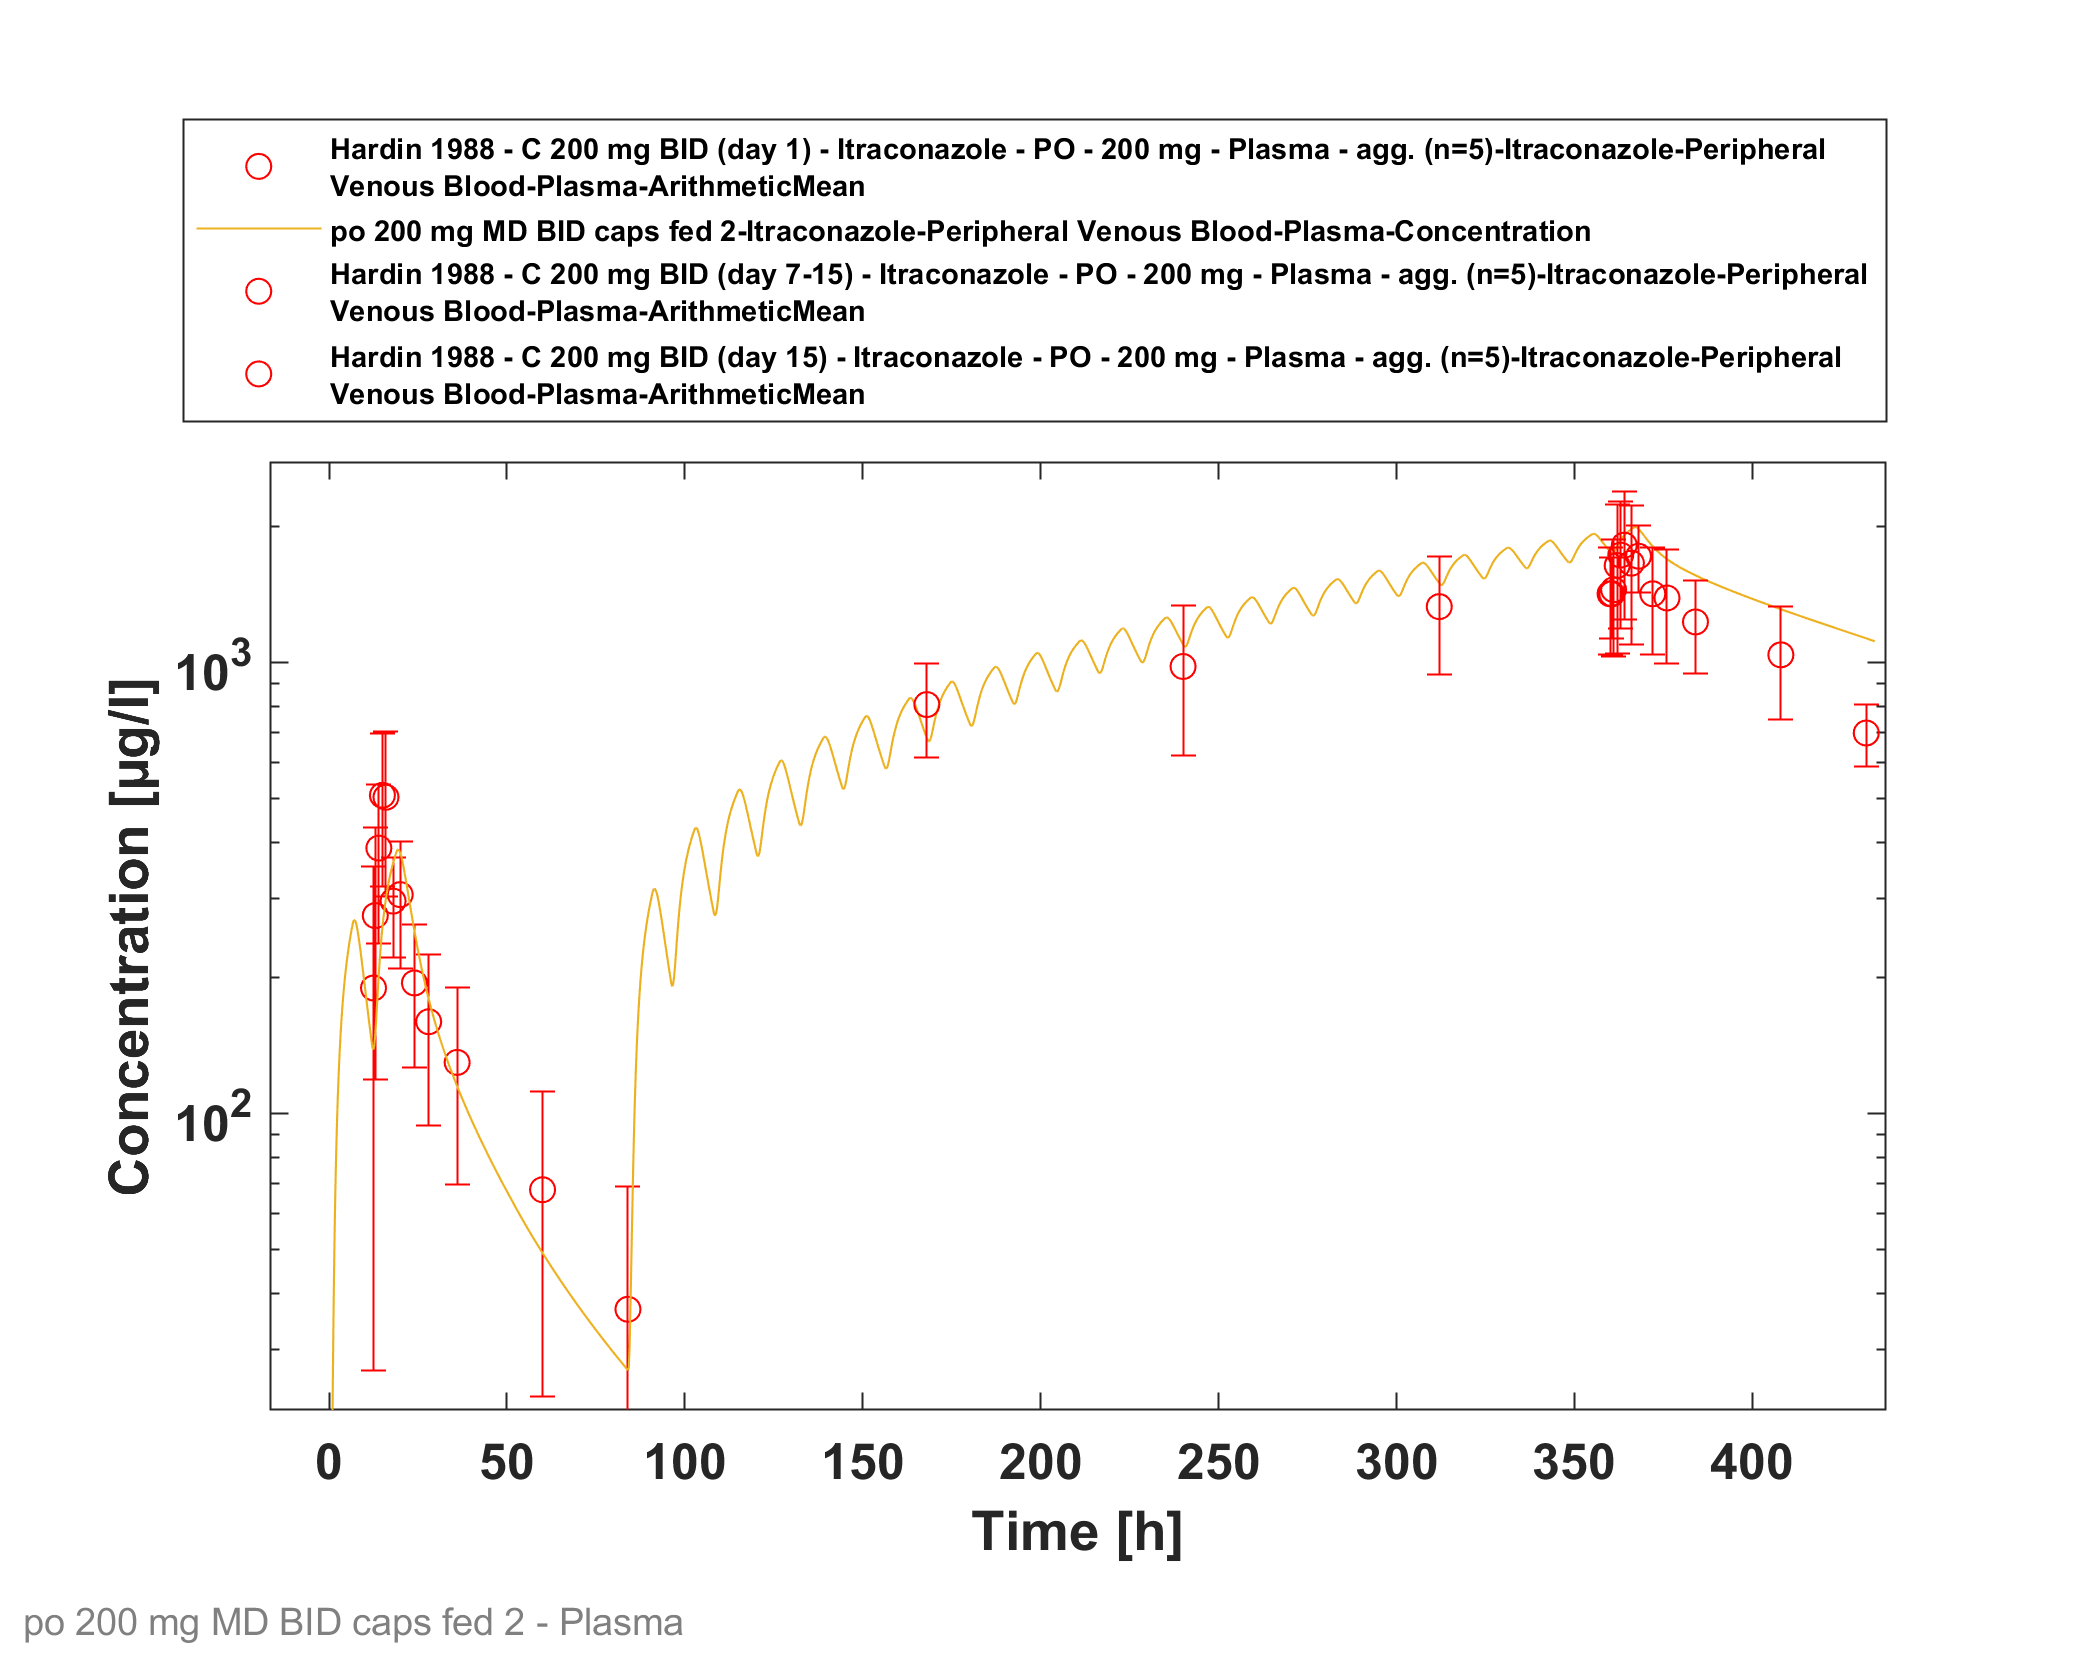 Hardin 1988 - C 200 mg BID (day 1) - Itraconazole - PO - 200 mg - Plasma - agg. (n=5)-Itraconazole-Peripheral
Venous Blood-Plasma-ArithmeticMean
po 200 mg MD BID caps fed 2-Itraconazole-Peripheral Venous Blood-Plasma-Concentration
Hardin 1988 - C 200 mg BID (day 7-15) - Itraconazole - PO - 200 mg - Plasma - agg. (n=5)-Itraconazole-Peripheral
Venous Blood-Plasma-ArithmeticMean
Hardin 1988 - C 200 mg BID (day 15) - Itraconazole - PO - 200 mg - Plasma - agg. (n=5)-Itraconazole-Peripheral
Venous Blood-Plasma-ArithmeticMean
Concentration [µg/l]
10³
10²
0 50 100 150 200 250 300 350 400
Time [h]
po 200 mg MD BID caps fed 2 - Plasma